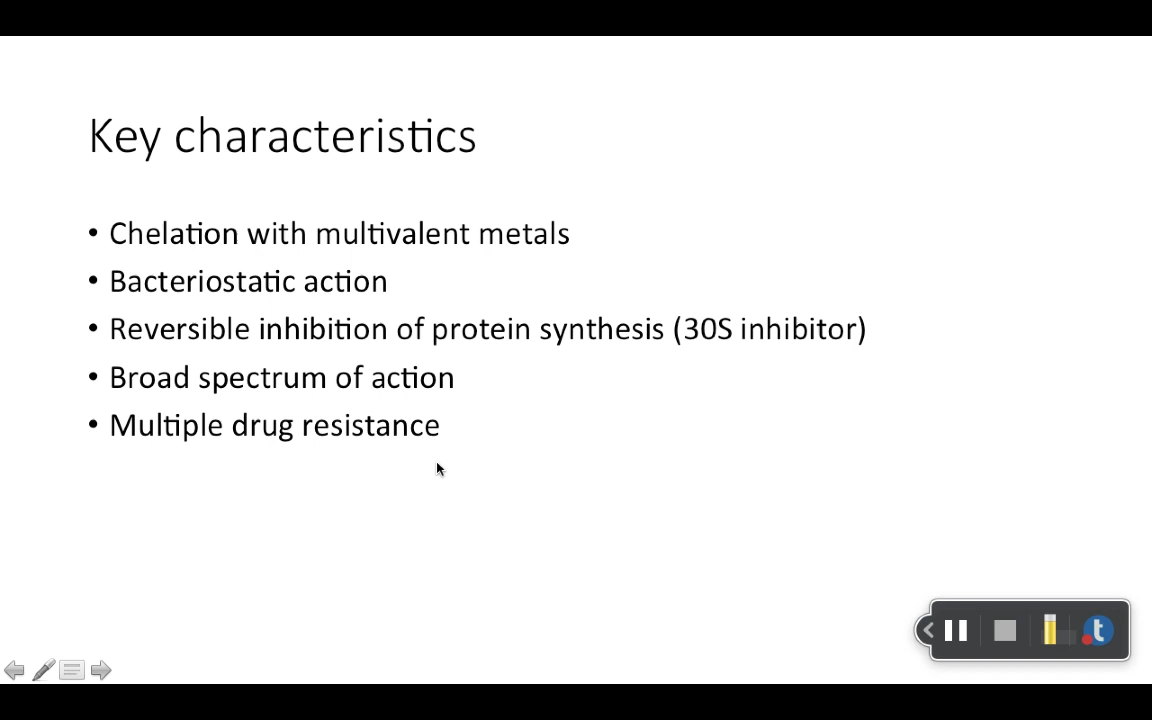 Key characteristics
• Chelation with multivalent metals
• Bacteriostatic action
• Reversible inhibition of protein synthesis (30S inhibitor)
• Broad spectrum of action
• Multiple drug resistance
t